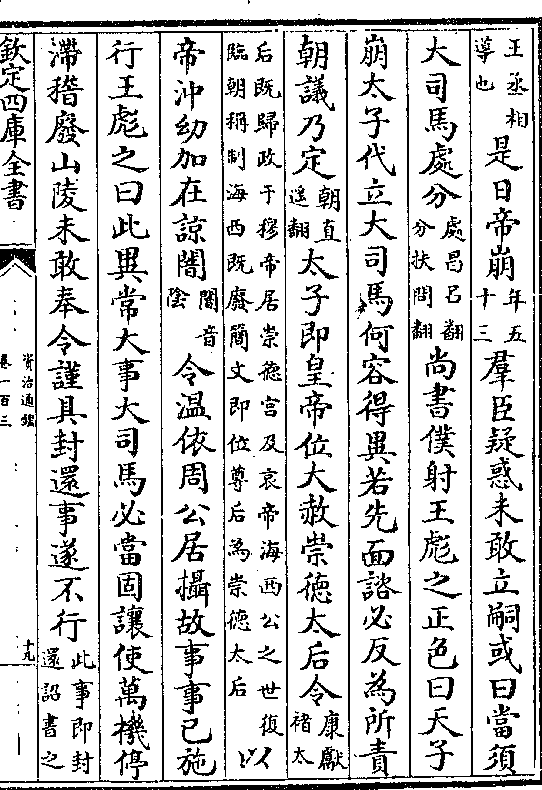 王丞相
導也
是日帝崩
年五
十三
羣臣疑惑未敢立嗣或曰當須
大司馬處分
處昌呂翻
分扶問翻
尚書僕射王彪之正色曰天子
崩太子代立大司馬何容得異若先面諮必反為所責
朝議乃定
朝直
遥翻
太子即皇帝位大赦崇徳太后令
康獻
褚太
后既歸政于穆帝居崇徳宮及哀帝海西公之世復
臨朝稱制海西既廢簡文即位尊后為崇徳太后
以
帝沖幼加在諒闇
闇音
陰
令温依周公居攝故事事已施
行王彪之曰此異常大事大司馬必當固讓使萬機停
滯稽廢山陵未敢奉令謹具封還事遂不行
此事即封
還詔書之
欽定四庫全書
資治通鑑
卷一百三
十九